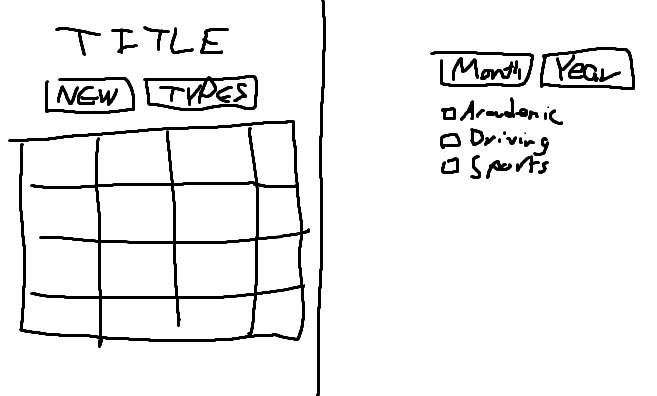 TITLE
NEW TYPES
Month Year
Academic
Driving
Sports